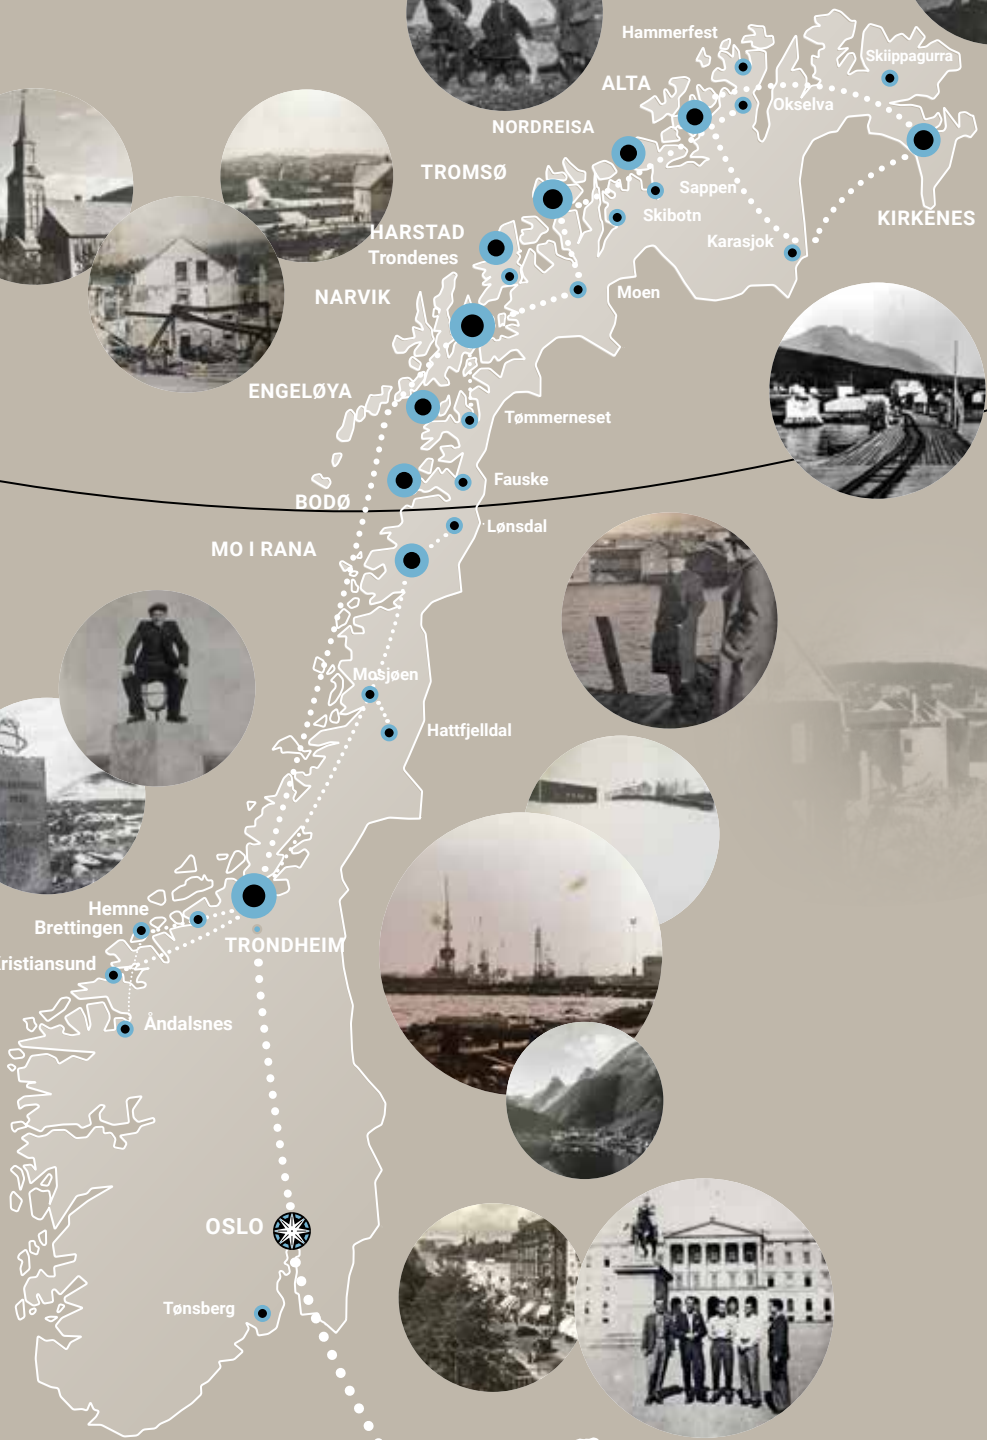 Hammerfest
Skiippagurra
ALTA
Okselva
NORDREISA
TROMSØ
Sappen
Skibotn
KIRKENES
HARSTAD
Karasjok
Trondenes
NARVIK
Moen
ENGELØYA
Tømmerneset
Fauske
BODØ
Lønsdal
MO I RANA
Mosjøen
Hattfjelldal
Hemne
Brettingen
TRONDHEIM
ristiansund
Åndalsnes
OSLO
Tønsberg